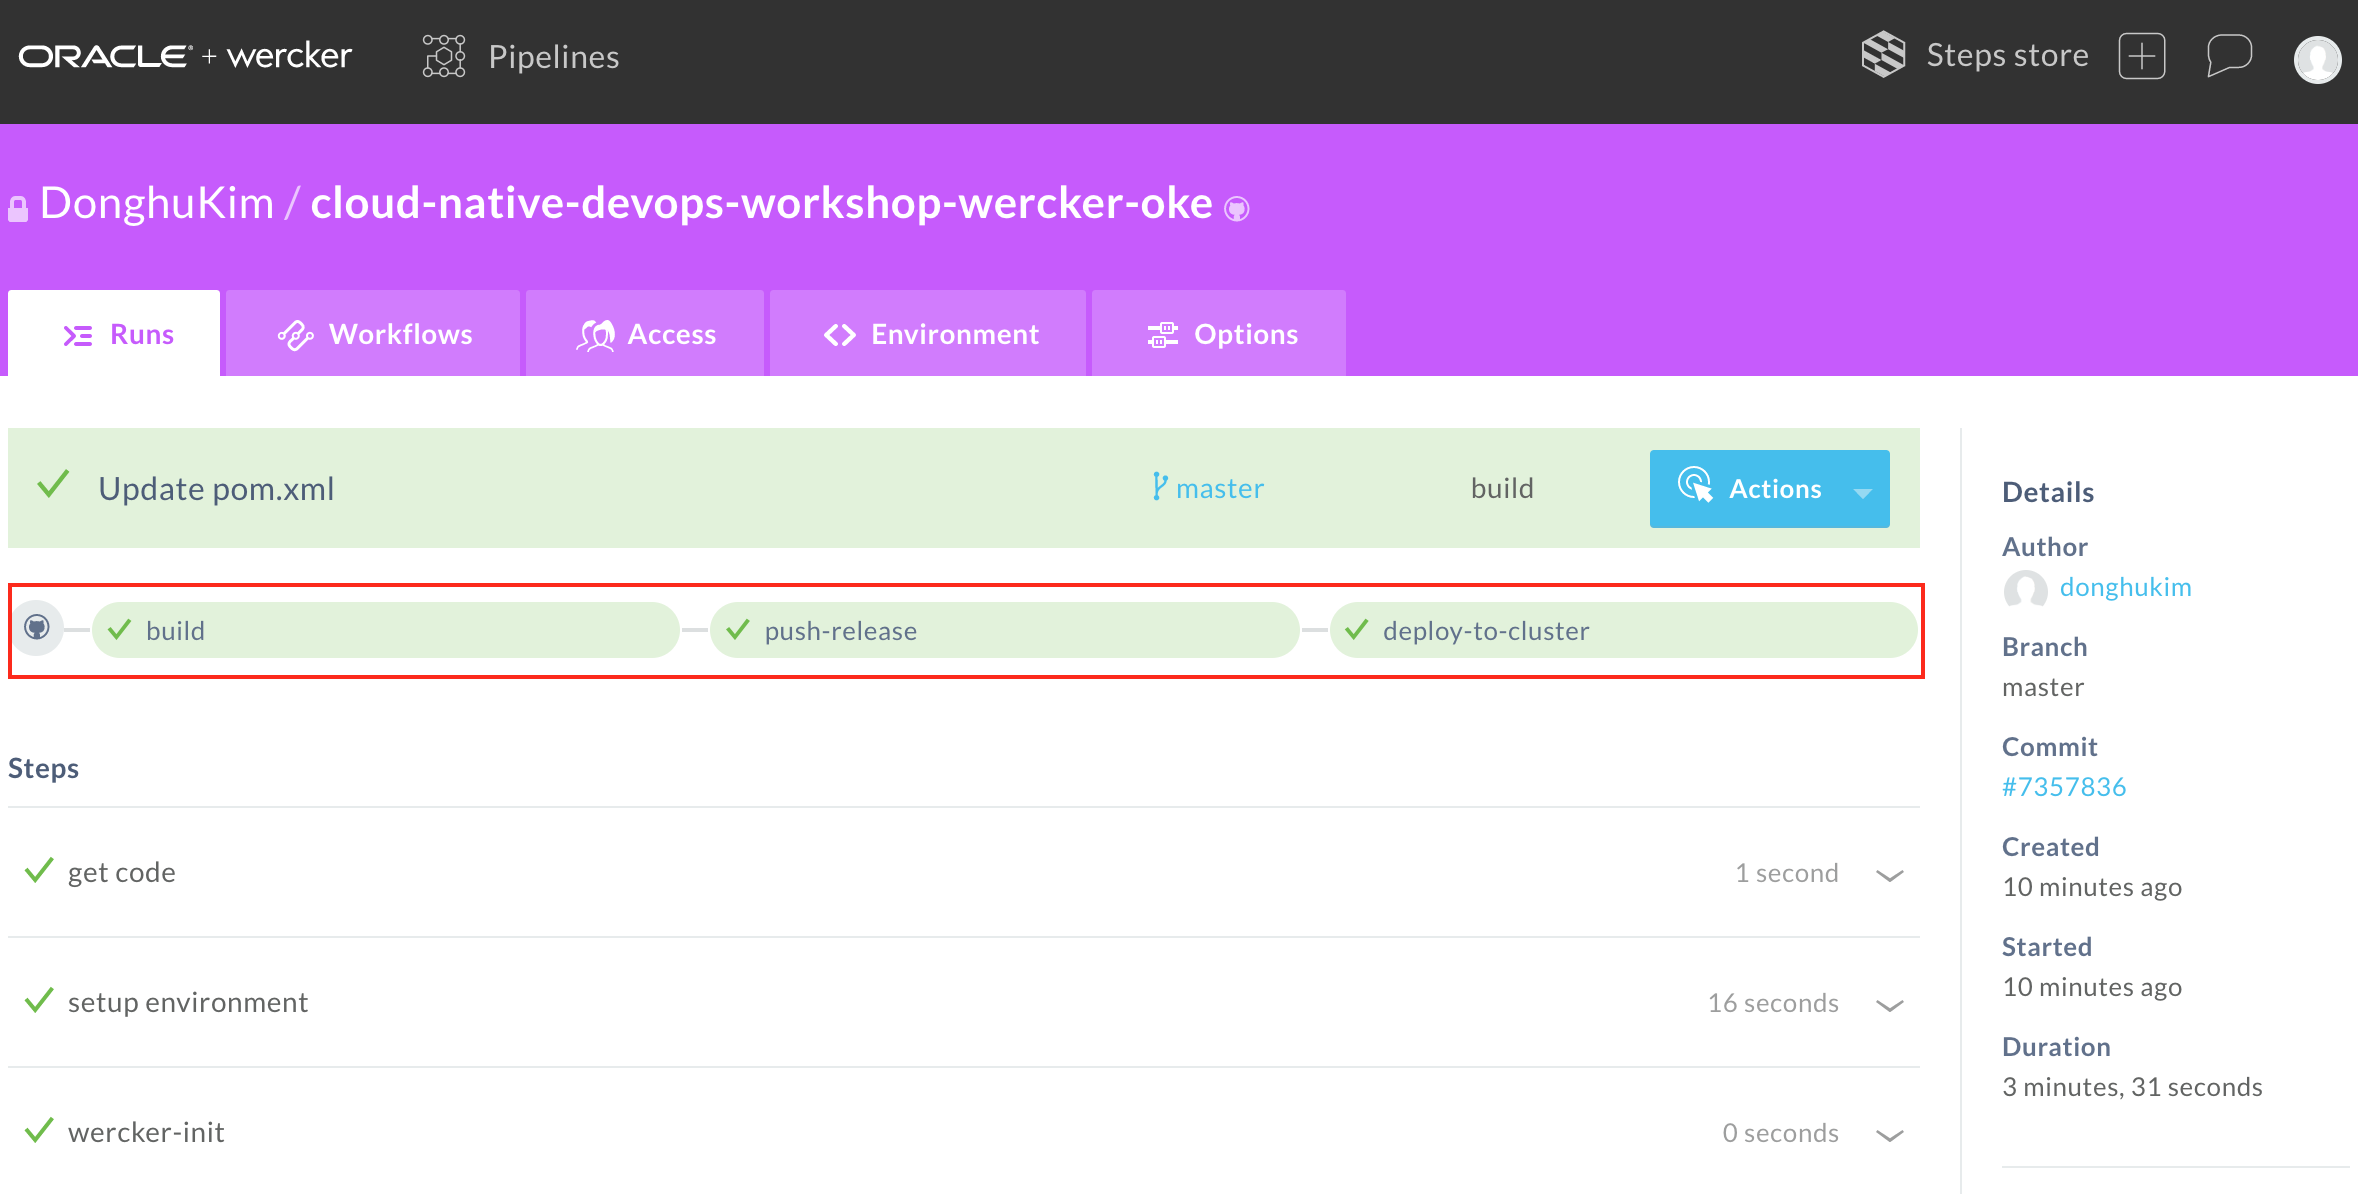 ORACLE + wercker Pipelines Steps store
DonghuKim / cloud-native-devops-workshop-wercker-oke
Runs Workflows Access Environment Options
Update pom.xml master build Actions
build push-release deploy-to-cluster
Steps
get code 1 second
setup environment 16 seconds
wercker-init 0 seconds
Details
Author
donghukim
Branch
master
Commit
#7357836
Created
10 minutes ago
Started
10 minutes ago
Duration
3 minutes, 31 seconds